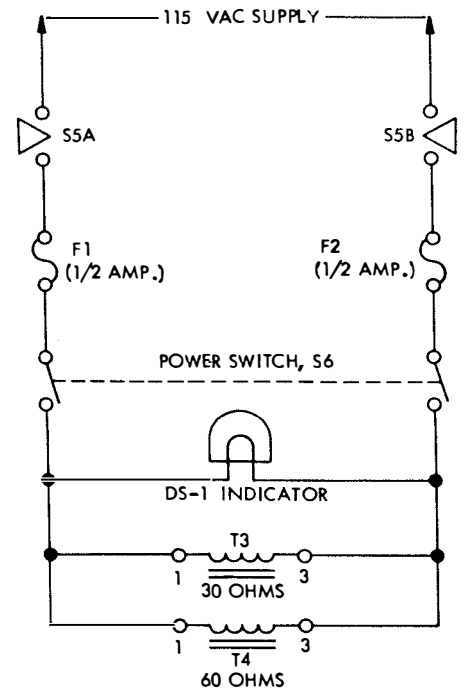 115 VAC SUPPLY
S5A
S5B
F1
(1/2 AMP.)
F2
(1/2 AMP.)
POWER SWITCH, S6
DS-1 INDICATOR
T3
1
3
30 OHMS
1
3
T4
60 OHMS